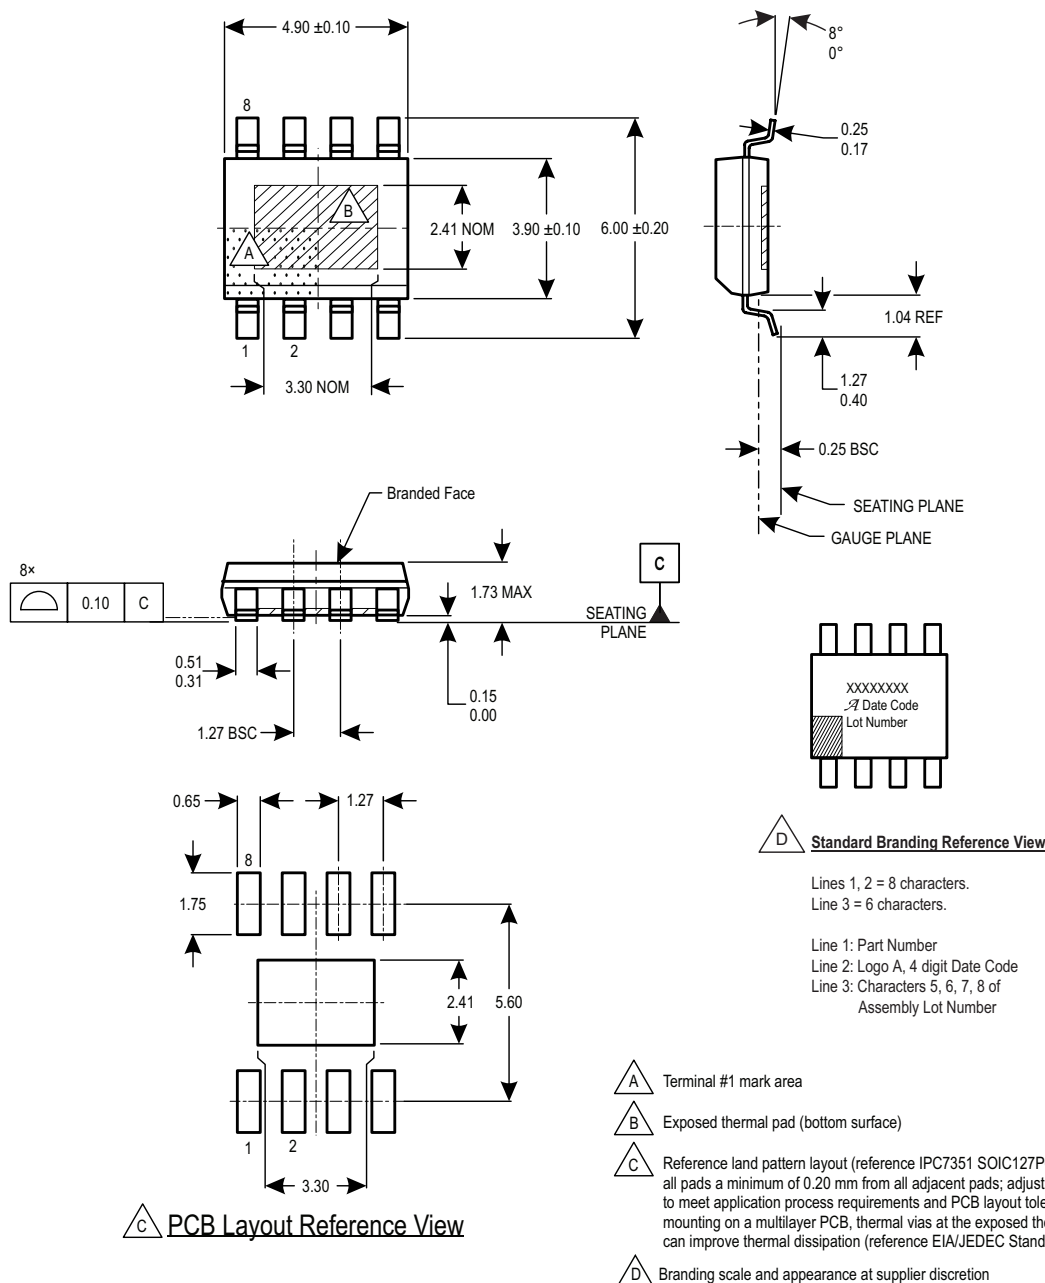 4.90 ±0.10
8°
0°
8
0.25
0.17
B
A
2.41 NOM
3.90 ±0.10
6.00 ±0.20
1.04 REF
1
2
3.30 NOM
1.27
0.40
0.25 BSC
SEATING PLANE
GAUGE PLANE
Branded Face
8×
0.10
C
1.73 MAX
C
SEATING
PLANE
0.51
0.31
0.15
0.00
1.27 BSC
XXXXXXXX
A Date Code
Lot Number
D Standard Branding Reference View
Lines 1, 2 = 8 characters.
Line 3 = 6 characters.
Line 1: Part Number
Line 2: Logo A, 4 digit Date Code
Line 3: Characters 5, 6, 7, 8 of
Assembly Lot Number
0.65
1.27
8
1.75
2.41
5.60
1
2
3.30
C PCB Layout Reference View
A Terminal #1 mark area
B Exposed thermal pad (bottom surface)
C Reference land pattern layout (reference IPC7351 SOIC127P
all pads a minimum of 0.20 mm from all adjacent pads; adjust
to meet application process requirements and PCB layout tole
mounting on a multilayer PCB, thermal vias at the exposed the
can improve thermal dissipation (reference EIA/JEDEC Stand
D Branding scale and appearance at supplier discretion